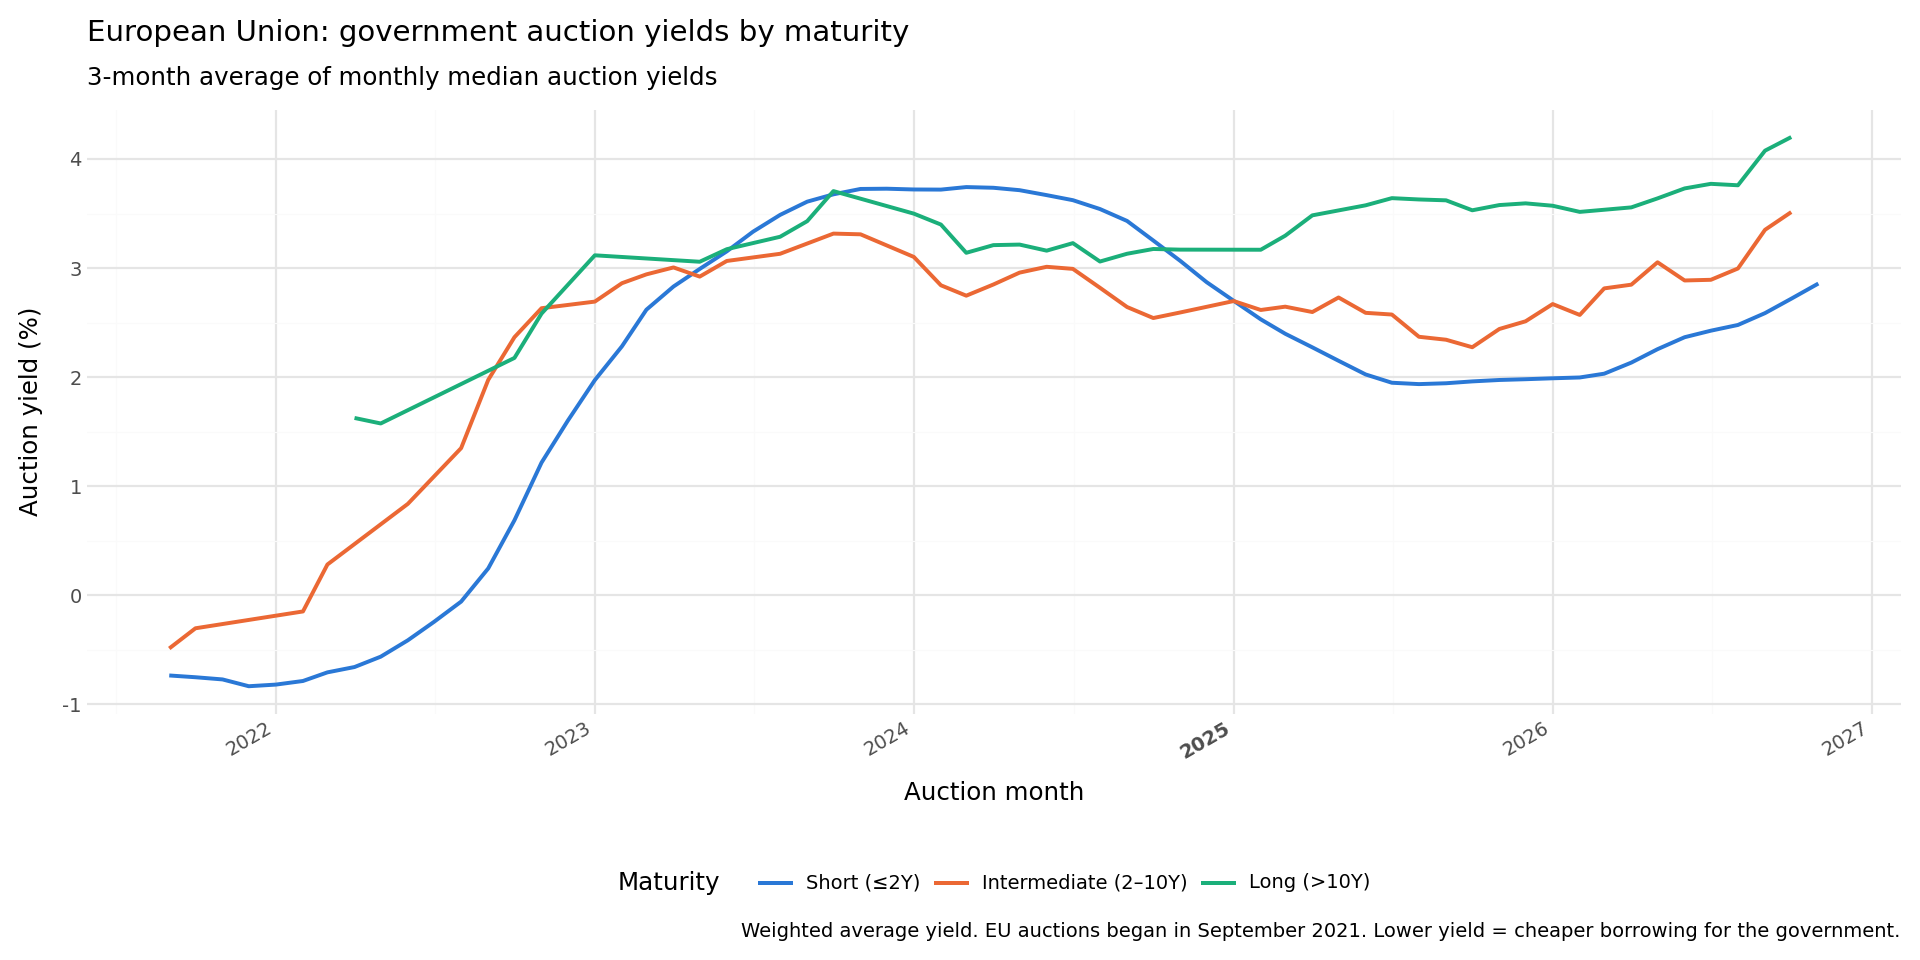 European Union: government auction yields by maturity
3-month average of monthly median auction yields
Auction yield (%)
4
3
2
1
0
-1
2022
2023
2024
2025
2026
2027
Auction month
Maturity
Short (≤2Y)
Intermediate (2–10Y)
Long (>10Y)
Weighted average yield. EU auctions began in September 2021. Lower yield = cheaper borrowing for the government.